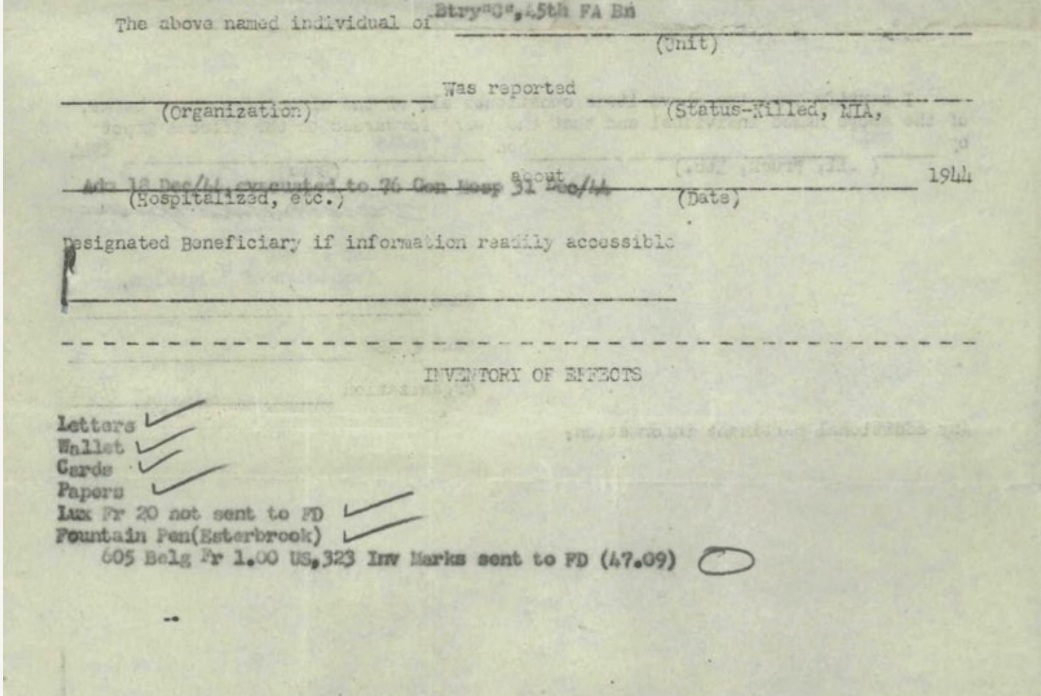 Btry"C",45th FA Bn
The above named individual of
(Unit)
Was reported
(Organization) (Status-Killed, MIA,
Adm 18 Dec/44, evacuated to 76 Gen Hosp about 31 Dec/44 1944
(Hospitalized, etc.) (Date)
Designated Beneficiary if information readily accessible
INVENTORY OF EFFECTS
Letters
Wallet
Cards
Papers
Lux Fr 20 not sent to FD
Fountain Pen(Esterbrook)
605 Belg Fr 1.00 US,323 Inv Marks sent to FD (47.09)